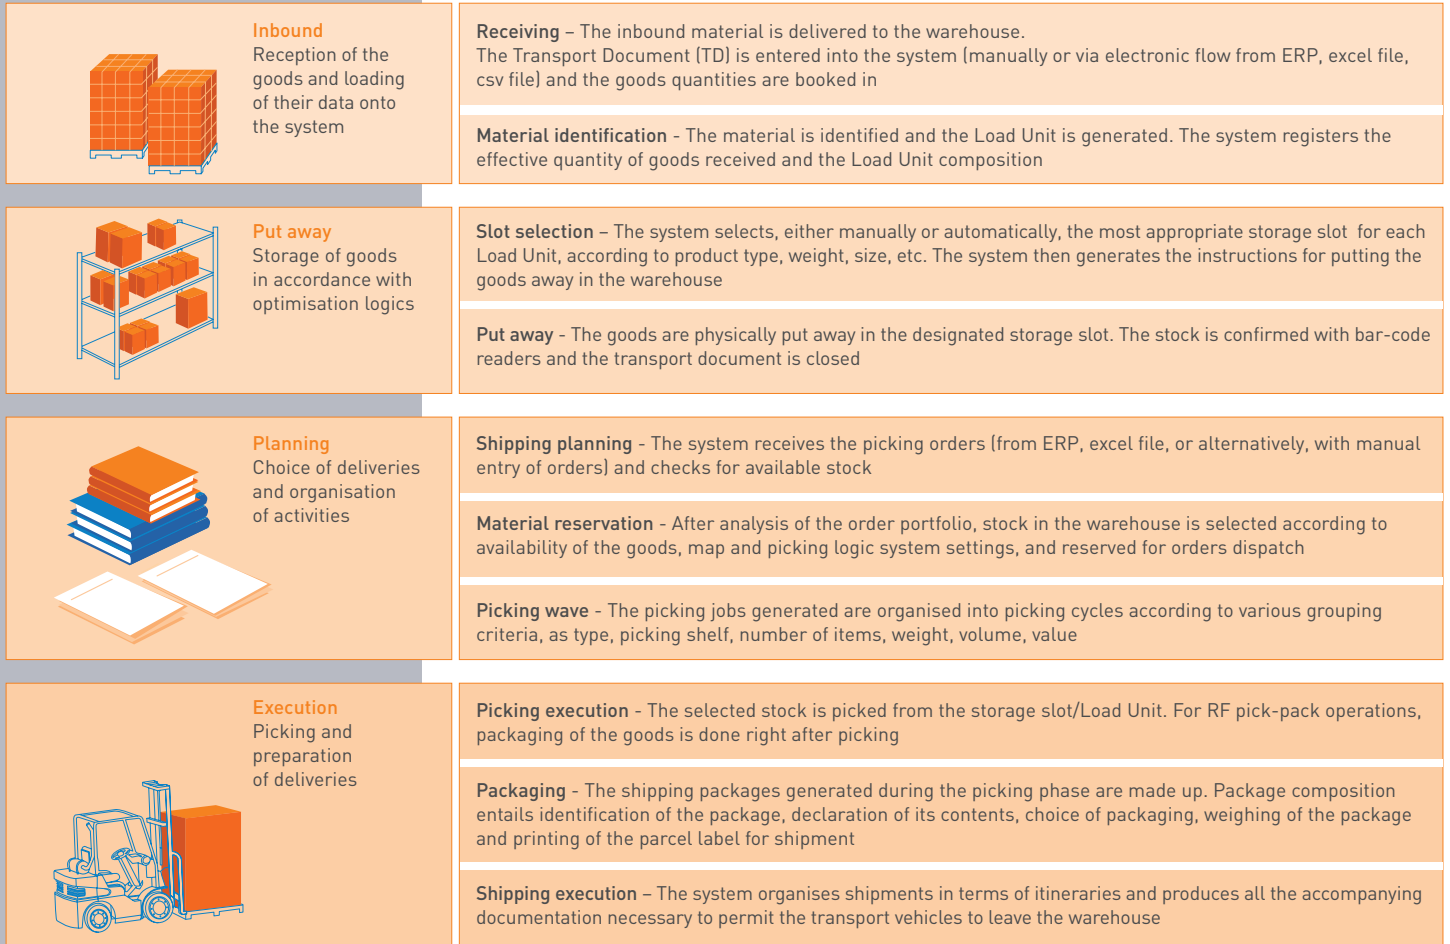 Inbound
Reception of the
goods and loading
of their data onto
the system
Receiving – The inbound material is delivered to the warehouse.
The Transport Document (TD) is entered into the system (manually or via electronic flow from ERP, excel file,
csv file) and the goods quantities are booked in
Material identification - The material is identified and the Load Unit is generated. The system registers the
effective quantity of goods received and the Load Unit composition
Put away
Storage of goods
in accordance with
optimisation logics
Slot selection – The system selects, either manually or automatically, the most appropriate storage slot for each
Load Unit, according to product type, weight, size, etc. The system then generates the instructions for putting the
goods away in the warehouse
Put away - The goods are physically put away in the designated storage slot. The stock is confirmed with bar-code
readers and the transport document is closed
Planning
Choice of deliveries
and organisation
of activities
Shipping planning - The system receives the picking orders (from ERP, excel file, or alternatively, with manual
entry of orders) and checks for available stock
Material reservation - After analysis of the order portfolio, stock in the warehouse is selected according to
availability of the goods, map and picking logic system settings, and reserved for orders dispatch
Picking wave - The picking jobs generated are organised into picking cycles according to various grouping
criteria, as type, picking shelf, number of items, weight, volume, value
Execution
Picking and
preparation
of deliveries
Picking execution - The selected stock is picked from the storage slot/Load Unit. For RF pick-pack operations,
packaging of the goods is done right after picking
Packaging - The shipping packages generated during the picking phase are made up. Package composition
entails identification of the package, declaration of its contents, choice of packaging, weighing of the package
and printing of the parcel label for shipment
Shipping execution – The system organises shipments in terms of itineraries and produces all the accompanying
documentation necessary to permit the transport vehicles to leave the warehouse